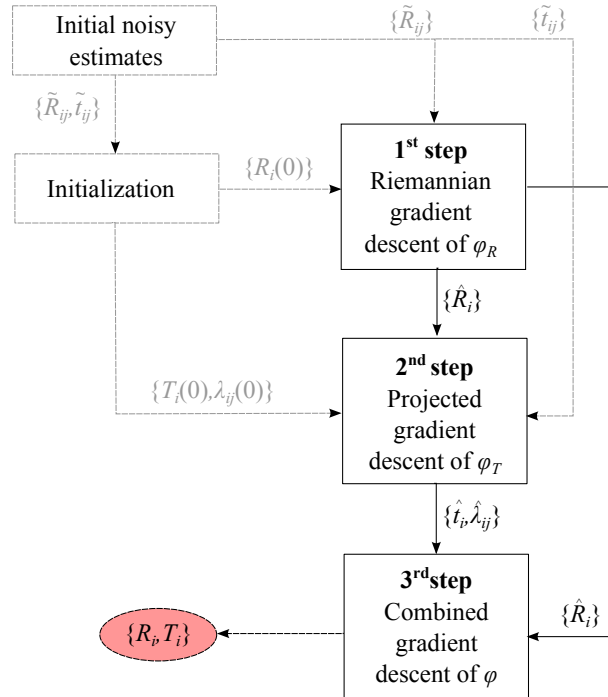 Initial noisy
estimates
{R̃ij}
{t̃ij}
{R̃ij,t̃ij}
1st step
Riemannian
gradient
descent of φR
Initialization
{Ri(0)}
{R̂i}
2nd step
Projected
gradient
descent of φT
{Ti(0),λij(0)}
{t̂i,λ̂ij}
3rdstep
Combined
gradient
descent of φ
{R̂i}
{Ri,Ti}